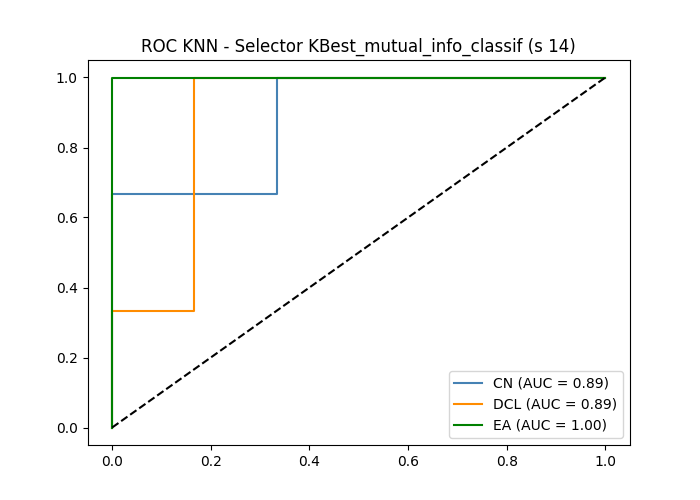 ROC KNN - Selector KBest_mutual_info_classif (s 14)
1.0
0.8
0.6
0.4
0.2
0.0
0.0 0.2 0.4 0.6 0.8 1.0
CN (AUC = 0.89)
DCL (AUC = 0.89)
EA (AUC = 1.00)